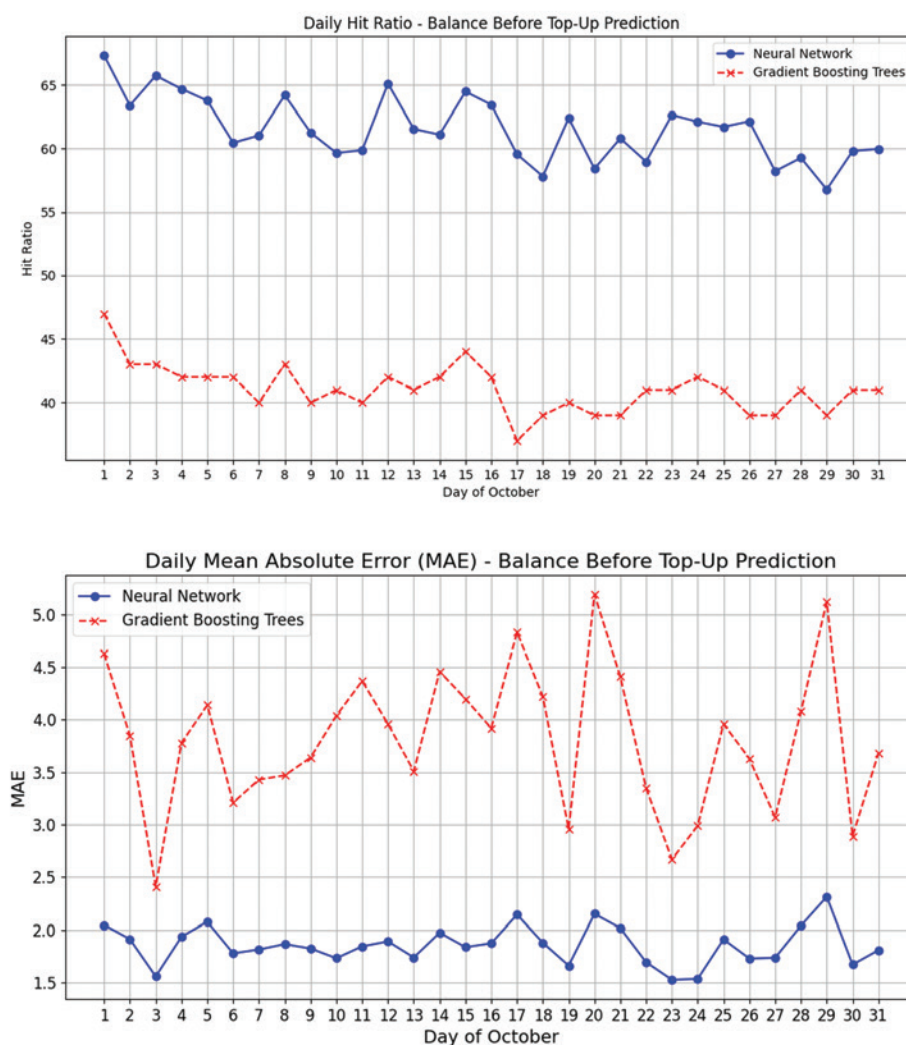 Daily Hit Ratio - Balance Before Top-Up Prediction
Neural Network
Gradient Boosting Trees
65
60
55
50
45
40
Hit Ratio
1 2 3 4 5 6 7 8 9 10 11 12 13 14 15 16 17 18 19 20 21 22 23 24 25 26 27 28 29 30 31
Day of October
Daily Mean Absolute Error (MAE) - Balance Before Top-Up Prediction
Neural Network
Gradient Boosting Trees
5.0
4.5
4.0
3.5
3.0
2.5
2.0
1.5
MAE
1 2 3 4 5 6 7 8 9 10 11 12 13 14 15 16 17 18 19 20 21 22 23 24 25 26 27 28 29 30 31
Day of October